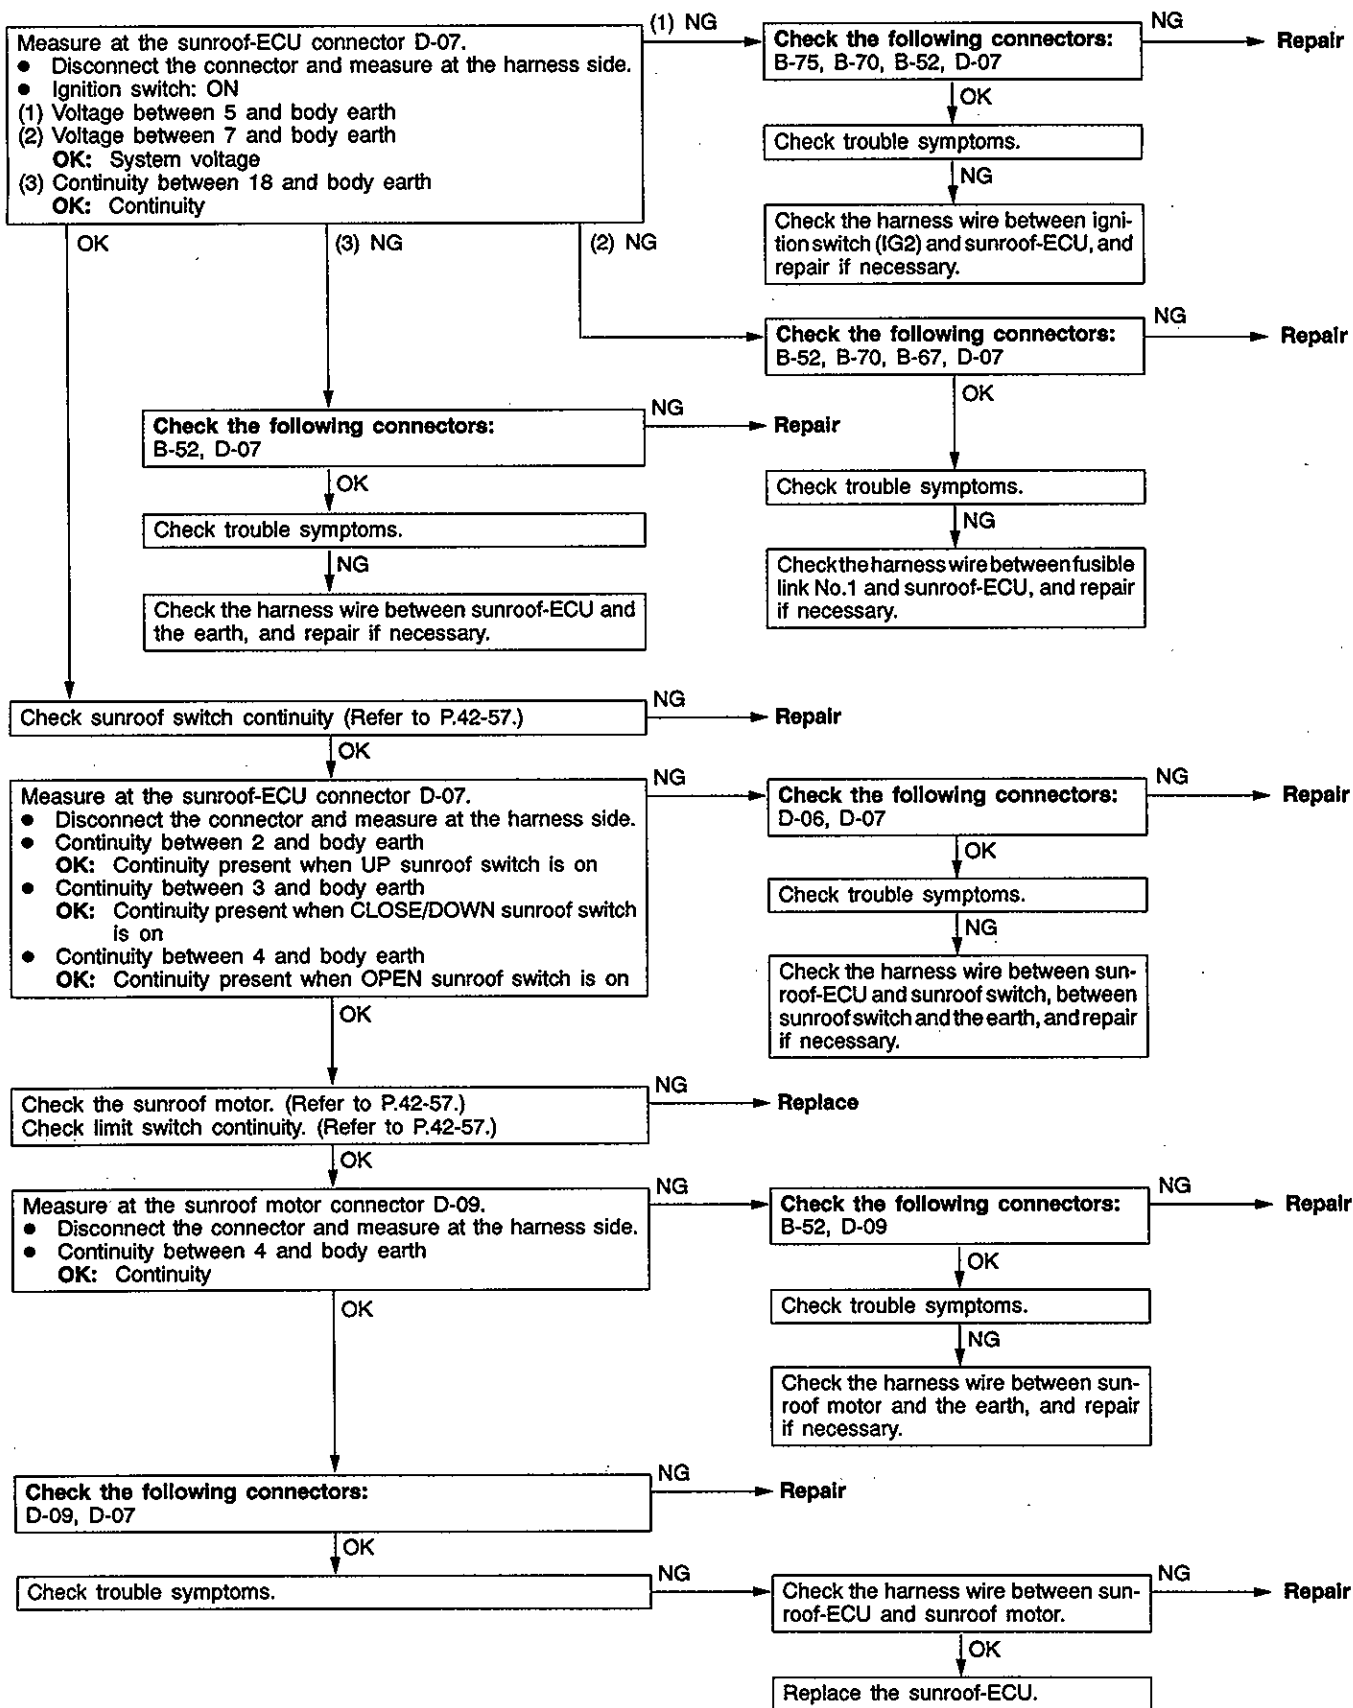 Measure at the sunroof-ECU connector D-07.
● Disconnect the connector and measure at the harness side.
● Ignition switch: ON
(1) Voltage between 5 and body earth
(2) Voltage between 7 and body earth
OK: System voltage
(3) Continuity between 18 and body earth
OK: Continuity
(1) NG
Check the following connectors:
B-75, B-70, B-52, D-07
NG
Repair
OK
Check trouble symptoms.
NG
Check the harness wire between igni-
tion switch (IG2) and sunroof-ECU, and
repair if necessary.
OK
(3) NG
(2) NG
Check the following connectors:
B-52, B-70, B-67, D-07
NG
Repair
OK
Check trouble symptoms.
NG
Check the harness wire between fusible
link No.1 and sunroof-ECU, and repair
if necessary.
Check the following connectors:
B-52, D-07
NG
Repair
OK
Check trouble symptoms.
NG
Check the harness wire between sunroof-ECU and
the earth, and repair if necessary.
Check sunroof switch continuity (Refer to P.42-57.)
NG
Repair
OK
Measure at the sunroof-ECU connector D-07.
● Disconnect the connector and measure at the harness side.
● Continuity between 2 and body earth
OK: Continuity present when UP sunroof switch is on
● Continuity between 3 and body earth
OK: Continuity present when CLOSE/DOWN sunroof switch
is on
● Continuity between 4 and body earth
OK: Continuity present when OPEN sunroof switch is on
NG
Check the following connectors:
D-06, D-07
NG
Repair
OK
Check trouble symptoms.
NG
Check the harness wire between sun-
roof-ECU and sunroof switch, between
sunroof switch and the earth, and repair
if necessary.
OK
Check the sunroof motor. (Refer to P.42-57.)
Check limit switch continuity. (Refer to P.42-57.)
NG
Replace
OK
Measure at the sunroof motor connector D-09.
● Disconnect the connector and measure at the harness side.
● Continuity between 4 and body earth
OK: Continuity
NG
Check the following connectors:
B-52, D-09
NG
Repair
OK
Check trouble symptoms.
NG
Check the harness wire between sun-
roof motor and the earth, and repair
if necessary.
OK
Check the following connectors:
D-09, D-07
NG
Repair
OK
Check trouble symptoms.
NG
Check the harness wire between sun-
roof-ECU and sunroof motor.
NG
Repair
OK
Replace the sunroof-ECU.